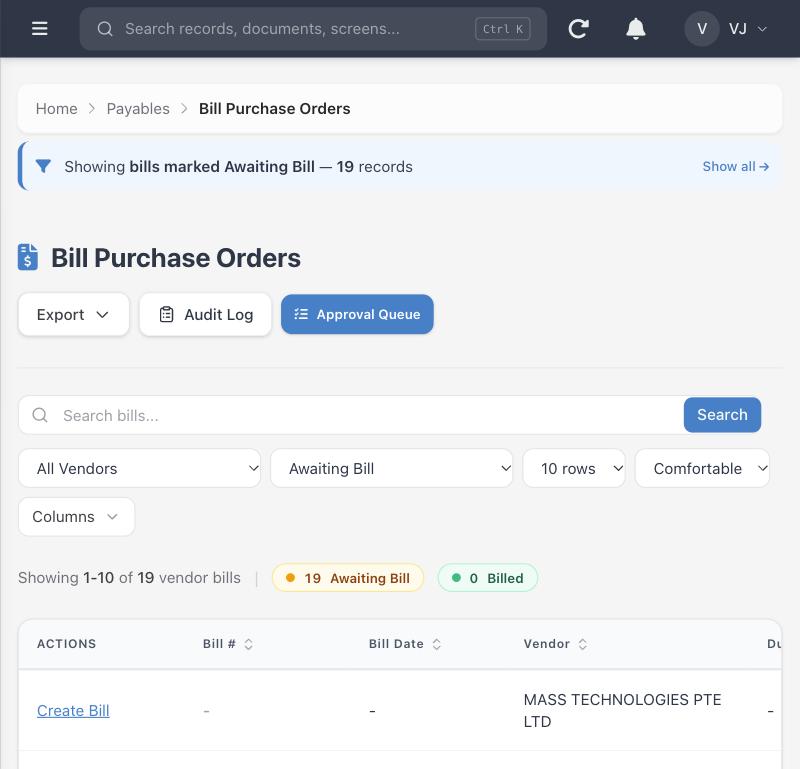 Search records, documents, screens... Ctrl K V VJ
Home Payables Bill Purchase Orders
Showing bills marked Awaiting Bill — 19 records Show all →
Bill Purchase Orders
Export Audit Log Approval Queue
Search bills... Search
All Vendors Awaiting Bill 10 rows Comfortable
Columns
Showing 1-10 of 19 vendor bills | 19 Awaiting Bill 0 Billed
ACTIONS Bill # Bill Date Vendor Du
Create Bill - - MASS TECHNOLOGIES PTE -
LTD